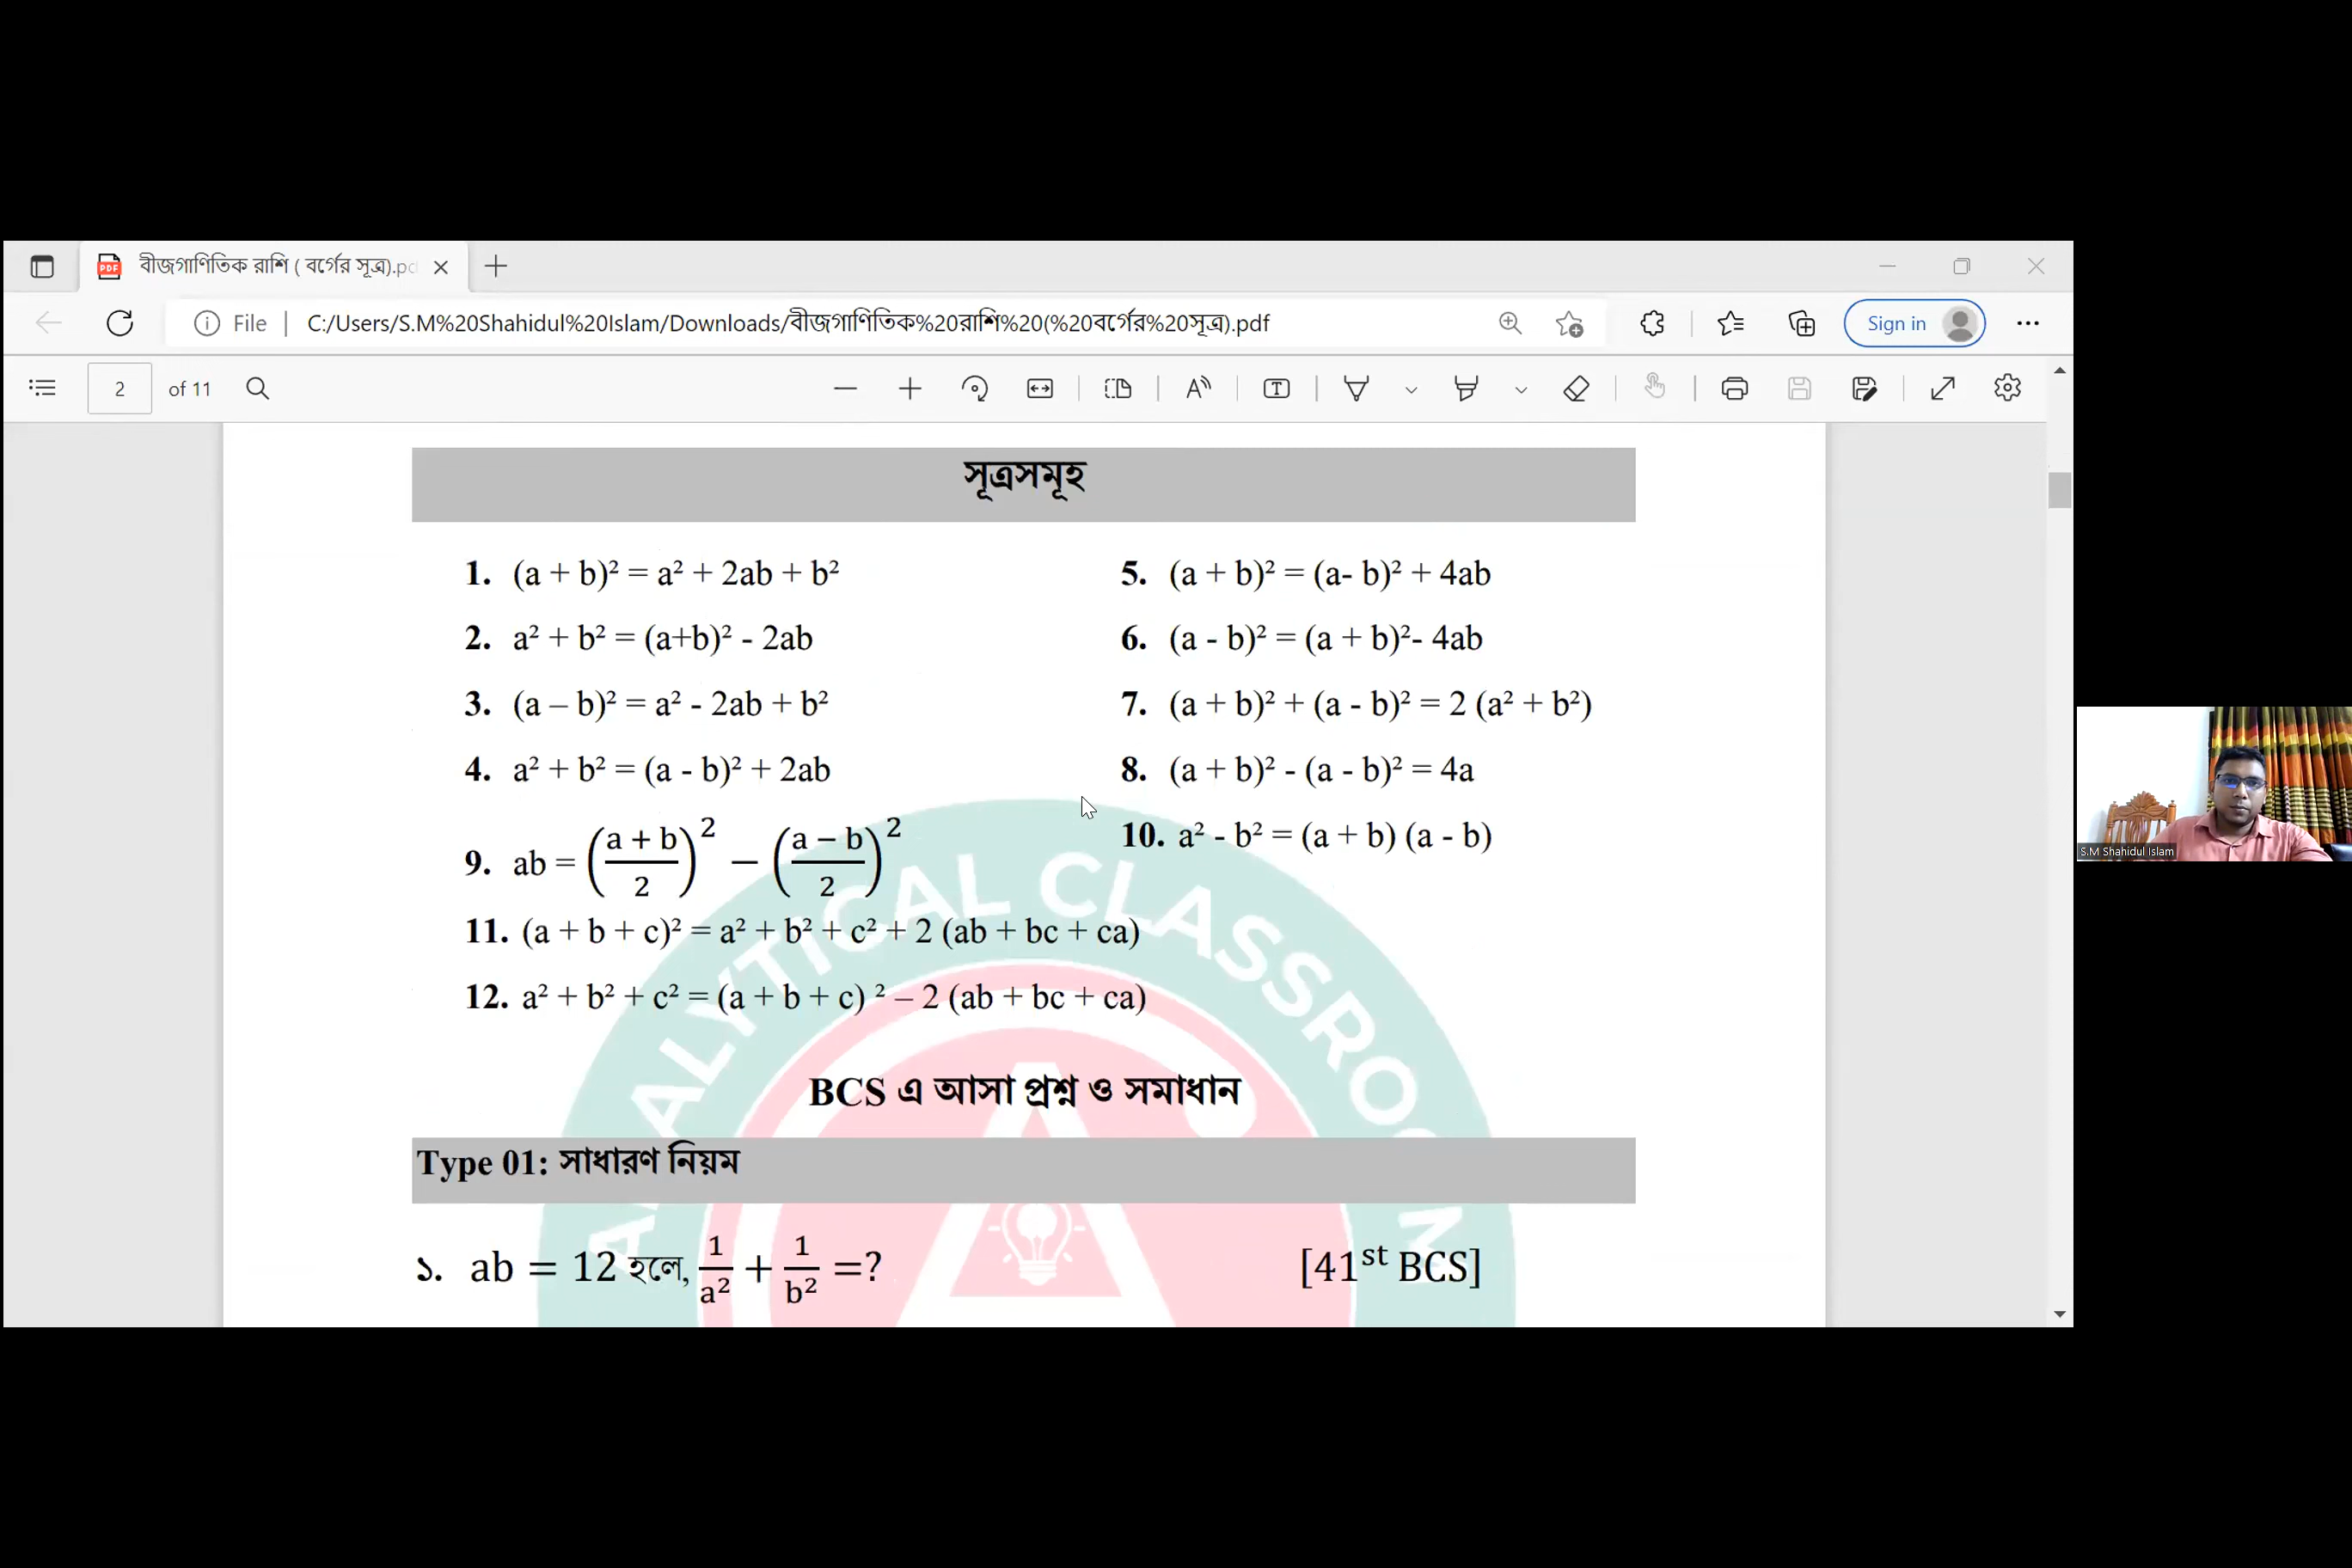 বীজগাণিতিক রাশি ( বর্গের সূত্র).pd
File | C:/Users/S.M%20Shahidul%20Islam/Downloads/বীজগাণিতিক%20রাশি%20(%20বর্গের%20সূত্র).pdf
Sign in
2 of 11
সূত্রসমূহ
1. (a + b)² = a² + 2ab + b²
5. (a + b)² = (a- b)² + 4ab
2. a² + b² = (a+b)² - 2ab
6. (a - b)² = (a + b)²- 4ab
3. (a – b)² = a² - 2ab + b²
7. (a + b)² + (a - b)² = 2 (a² + b²)
4. a² + b² = (a - b)² + 2ab
8. (a + b)² - (a - b)² = 4a
9. ab = ((a + b)/2)² − ((a − b)/2)²
10. a² - b² = (a + b) (a - b)
11. (a + b + c)² = a² + b² + c² + 2 (ab + bc + ca)
12. a² + b² + c² = (a + b + c) ² – 2 (ab + bc + ca)
BCS এ আসা প্রশ্ন ও সমাধান
Type 01: সাধারণ নিয়ম
১. ab = 12 হলে, 1/a² + 1/b² =? [41st BCS]
ANALYTICAL CLASSROOM
S.M Shahidul Islam